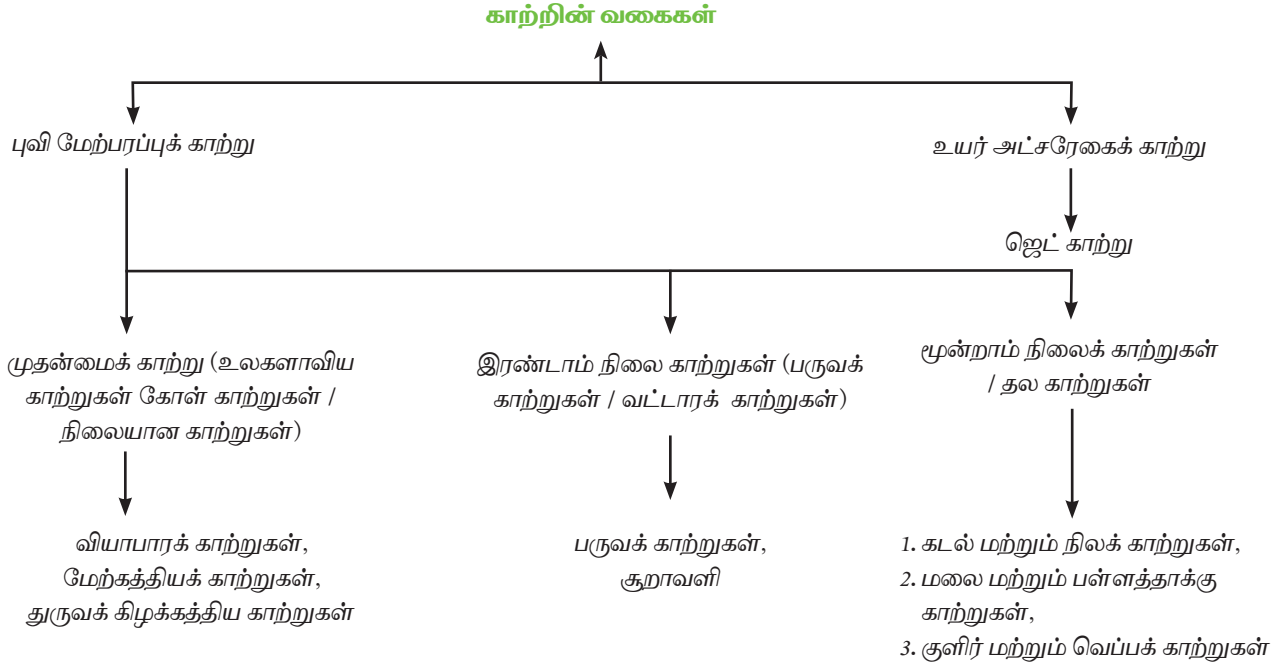 காற்றின் வகைகள்
புவி மேற்பரப்புக் காற்று
உயர் அட்சரேகைக் காற்று
ஜெட் காற்று
முதன்மைக் காற்று (உலகளாவிய
காற்றுகள் கோள் காற்றுகள் /
நிலையான காற்றுகள்)
இரண்டாம் நிலை காற்றுகள் (பருவக்
காற்றுகள் / வட்டாரக் காற்றுகள்)
மூன்றாம் நிலைக் காற்றுகள்
/ தல காற்றுகள்
வியாபாரக் காற்றுகள்,
மேற்கத்தியக் காற்றுகள்,
துருவக் கிழக்கத்திய காற்றுகள்
பருவக் காற்றுகள்,
சூறாவளி
1. கடல் மற்றும் நிலக் காற்றுகள்,
2. மலை மற்றும் பள்ளத்தாக்கு
காற்றுகள்,
3. குளிர் மற்றும் வெப்பக் காற்றுகள்